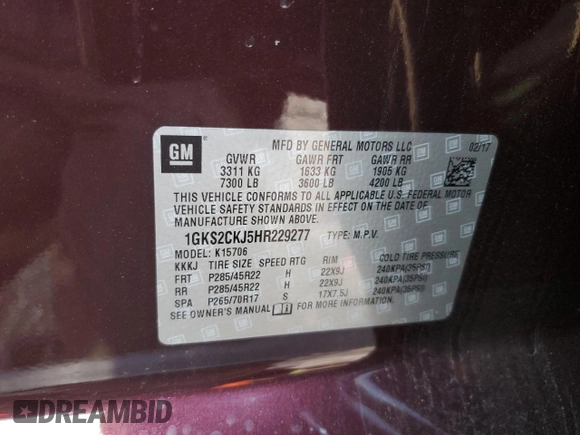 GM
MFD BY GENERAL MOTORS LLC 02/17
GVWR GAWR FRT GAWR RR
3311 KG 1633 KG 1905 KG
7300 LB 3600 LB 4200 LB
THIS VEHICLE CONFORMS TO ALL APPLICABLE U.S. FEDERAL MOTOR
VEHICLE SAFETY STANDARDS IN EFFECT ON THE DATE OF
MANUFACTURE SHOWN ABOVE.
1GKS2CKJ5HR229277 TYPE: M.P.V.
MODEL: K15706
KKKJ TIRE SIZE SPEED RTG RIM COLD TIRE PRESSURE
FRT P285/45R22 H 22X9J 240KPA(35PSI)
RR P285/45R22 H 22X9J 240KPA(35PSI)
SPA P265/70R17 S 17X7.5J 240KPA(35PSI)
SEE OWNER'S MANUAL FOR MORE INFORMATION.
DREAMBID